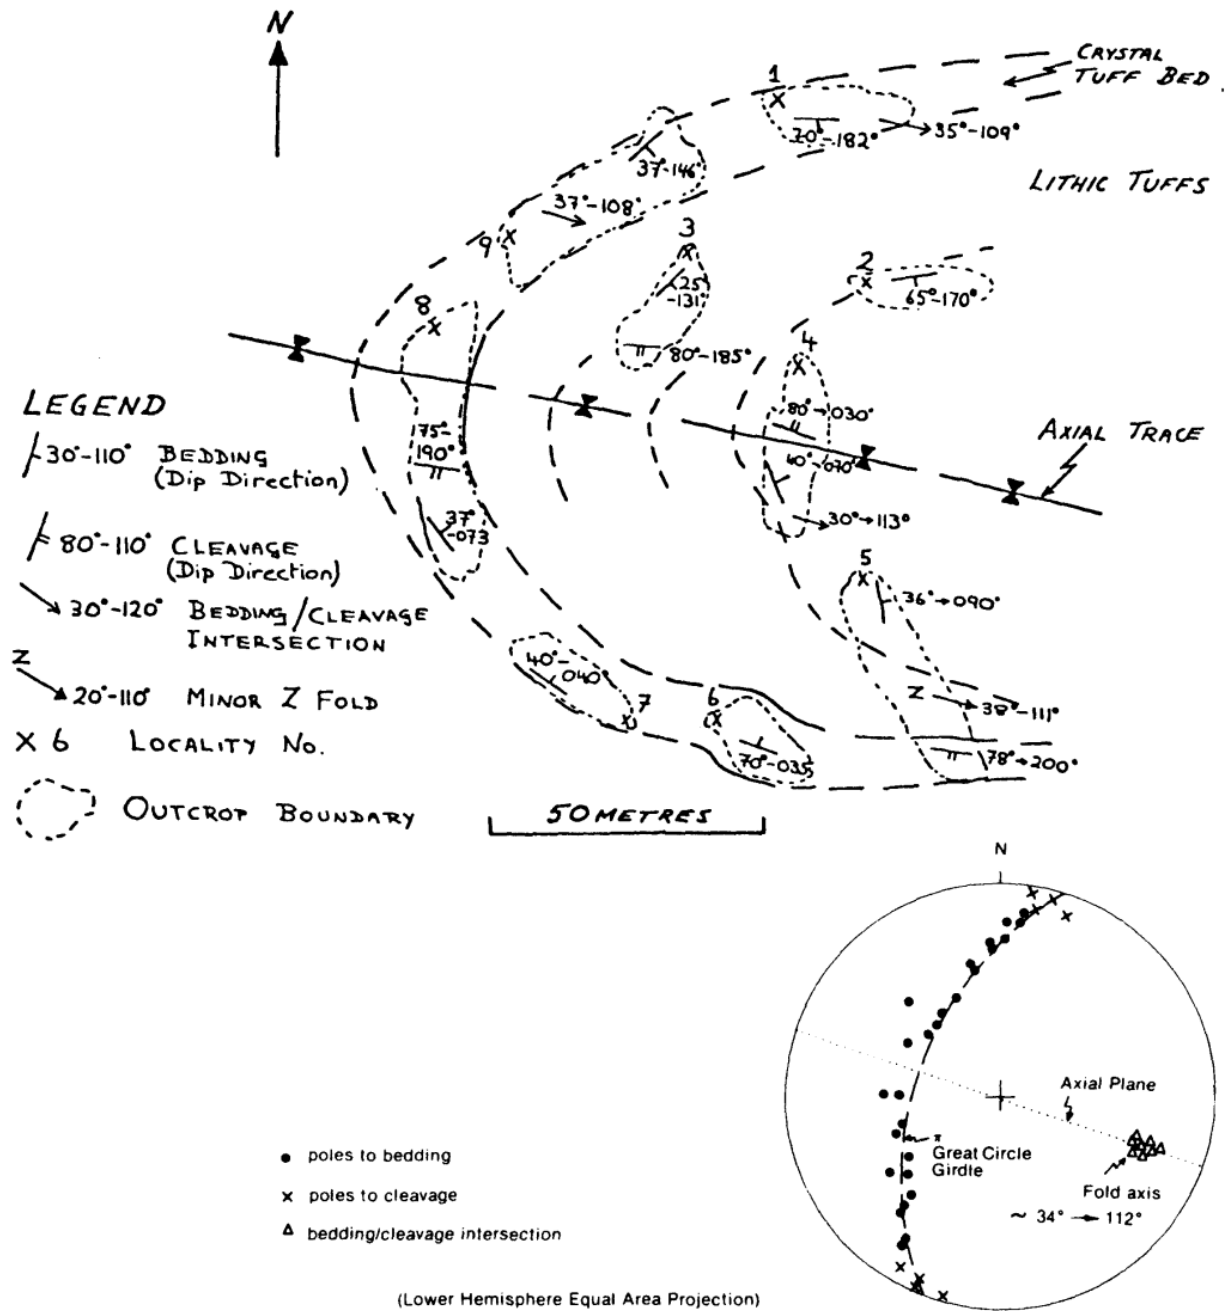 N
CRYSTAL
TUFF BED
1
70°-182°
35°-109°
37°-146°
LITHIC TUFFS
37°-108°
9
3
25°
-131°
2
65°-170°
8
80°-185°
4
80°→030°
LEGEND
30°-110° BEDDING
(Dip Direction)
75°-
190°
AXIAL TRACE
40°-070°
37°
-073
30°→113°
80°-110° CLEAVAGE
(Dip Direction)
5
36°→090°
30°-120° BEDDING/CLEAVAGE
INTERSECTION
Z
20°-110° MINOR Z FOLD
40°-
040°
7
6
Z
38°-111°
X 6 LOCALITY NO.
70°-035°
78°→200°
OUTCROP BOUNDARY
50 METRES
N
Axial Plane
π
Great Circle
Girdle
Fold axis
~ 34° → 112°
poles to bedding
poles to cleavage
bedding/cleavage intersection
(Lower Hemisphere Equal Area Projection)